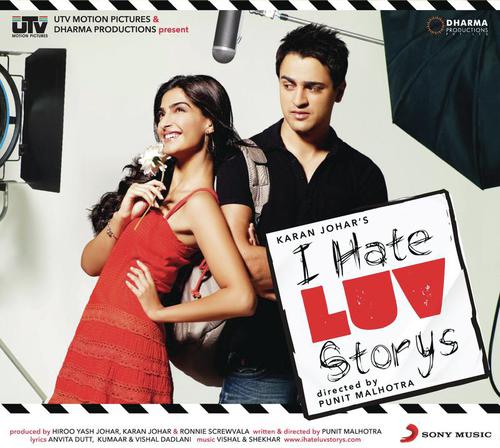 UTV
MOTION PICTURES
UTV MOTION PICTURES &
DHARMA PRODUCTIONS present
DHARMA
PRODUCTIONS
KARAN JOHAR'S
I Hate
LUV
Storys
directed by
PUNIT MALHOTRA
produced by HIROO YASH JOHAR, KARAN JOHAR & RONNIE SCREWVALA written & directed by PUNIT MALHOTRA
lyrics ANVITA DUTT, KUMAAR & VISHAL DADLANI music VISHAL & SHEKHAR www.ihateluvstorys.com
SONY MUSIC